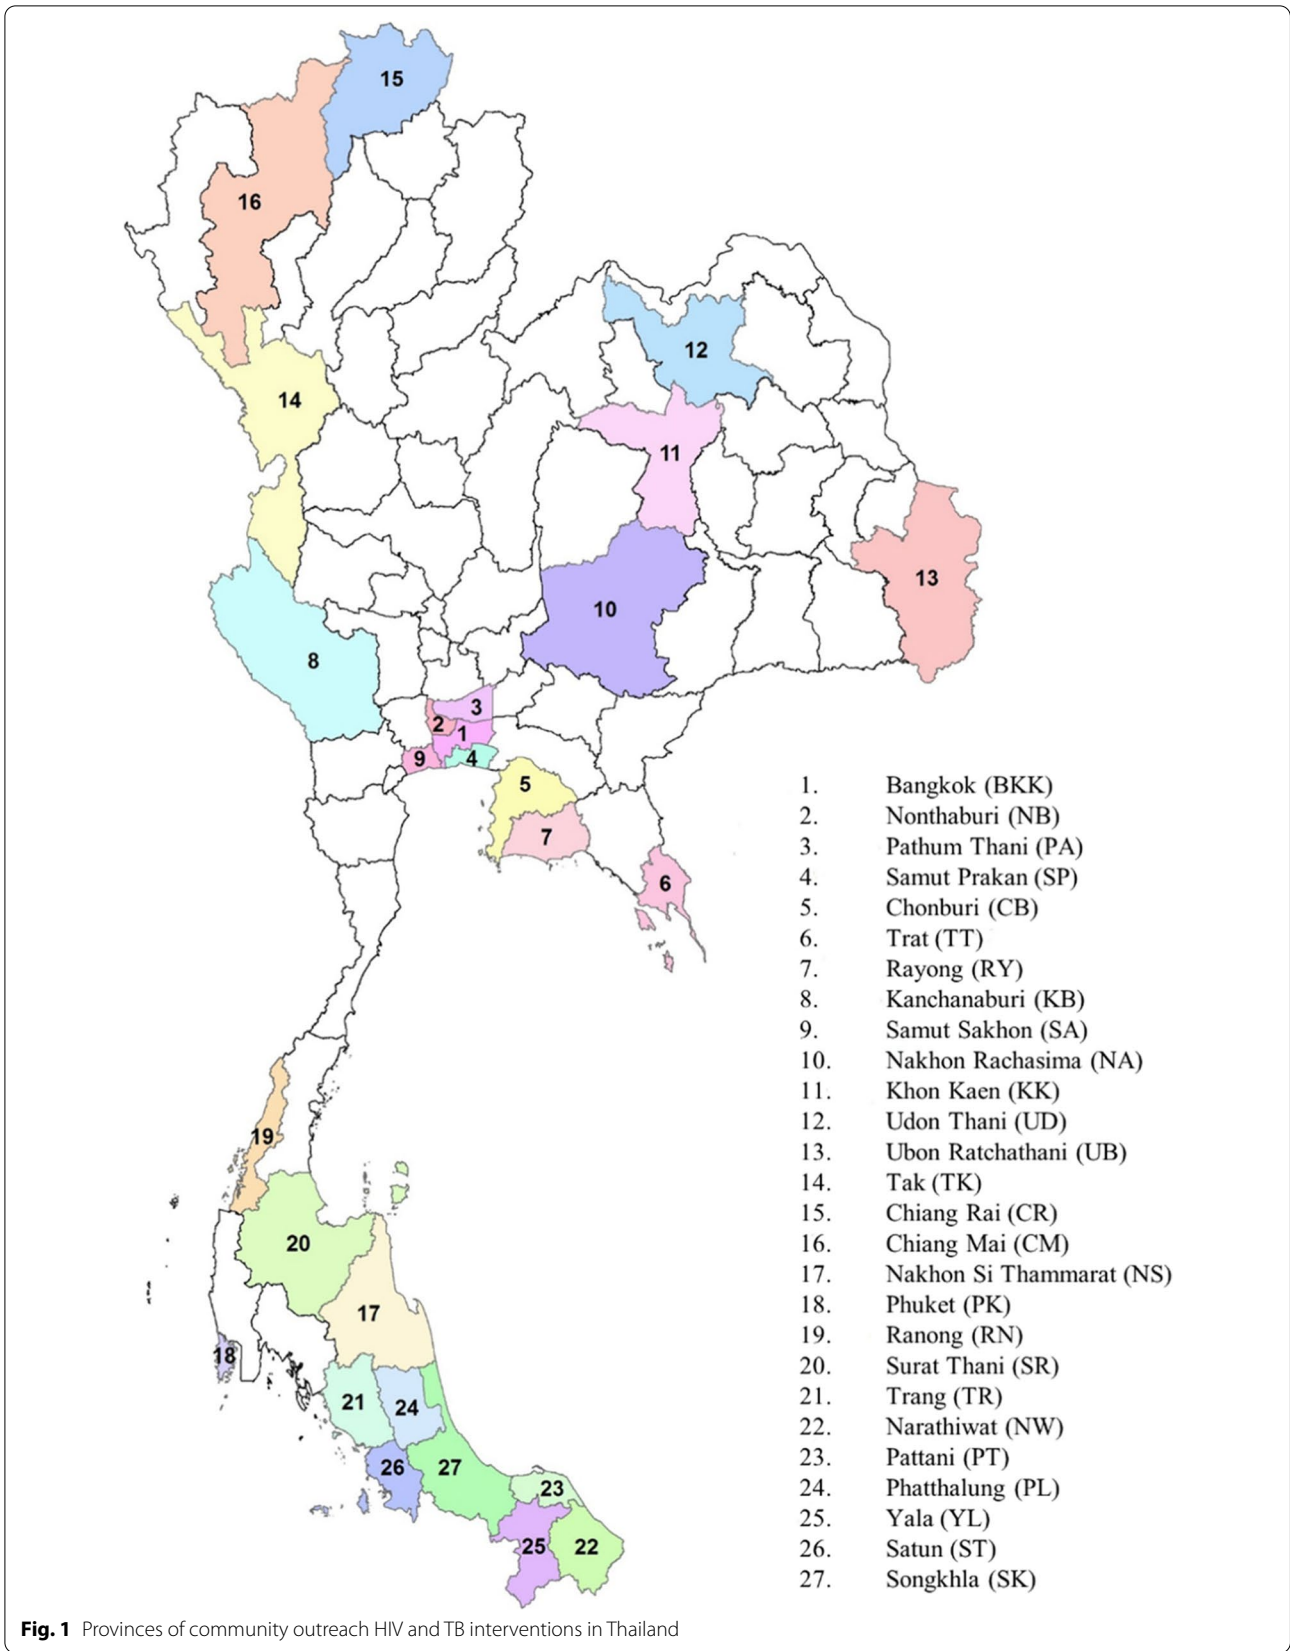 15
16
12
14
11
13
10
8
3
2
1
9
4
5
7
6
1. Bangkok (BKK)
2. Nonthaburi (NB)
3. Pathum Thani (PA)
4. Samut Prakan (SP)
5. Chonburi (CB)
6. Trat (TT)
7. Rayong (RY)
8. Kanchanaburi (KB)
9. Samut Sakhon (SA)
10. Nakhon Rachasima (NA)
11. Khon Kaen (KK)
12. Udon Thani (UD)
13. Ubon Ratchathani (UB)
14. Tak (TK)
15. Chiang Rai (CR)
16. Chiang Mai (CM)
17. Nakhon Si Thammarat (NS)
18. Phuket (PK)
19. Ranong (RN)
20. Surat Thani (SR)
21. Trang (TR)
22. Narathiwat (NW)
23. Pattani (PT)
24. Phatthalung (PL)
25. Yala (YL)
26. Satun (ST)
27. Songkhla (SK)
19
20
17
18
21
24
26
27
23
25
22
Fig. 1 Provinces of community outreach HIV and TB interventions in Thailand